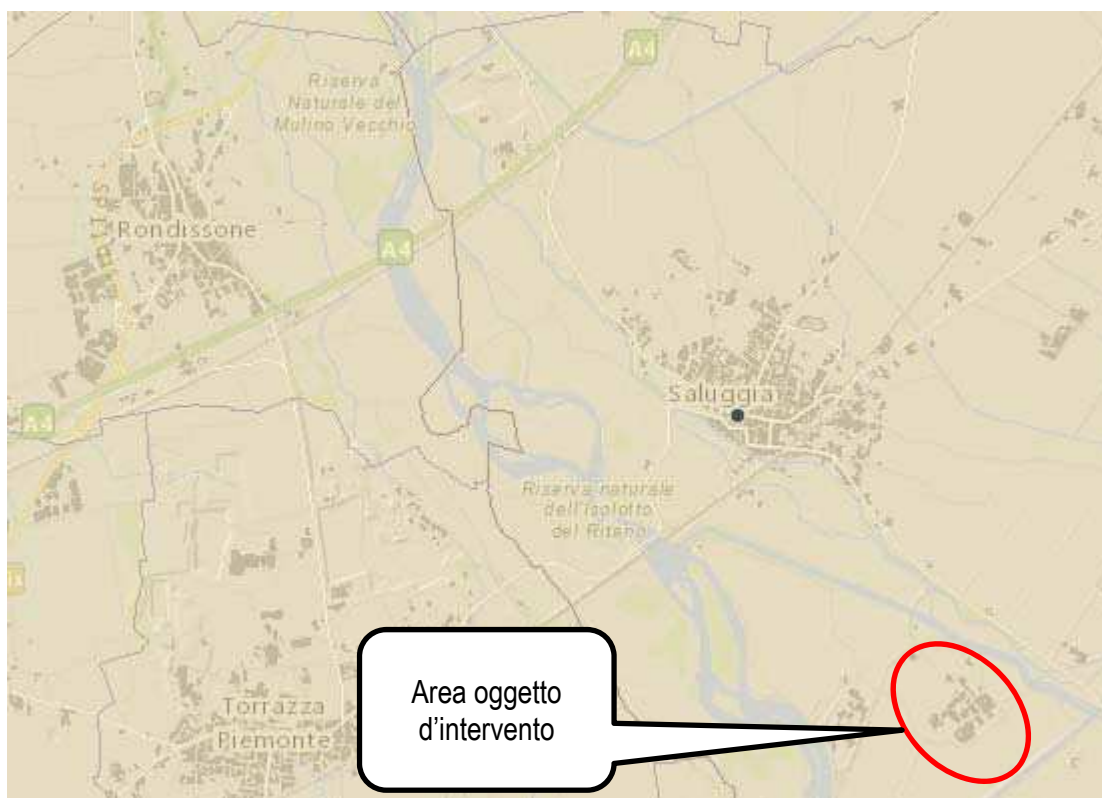 A4
Riserva
Naturale del
Mulino Vecchio
Rondissone
A4
A4
Saluggia
Riserva naturale
dell'Isolotto
del Ritano
Area oggetto
d'intervento
Torrazza
Piemonte